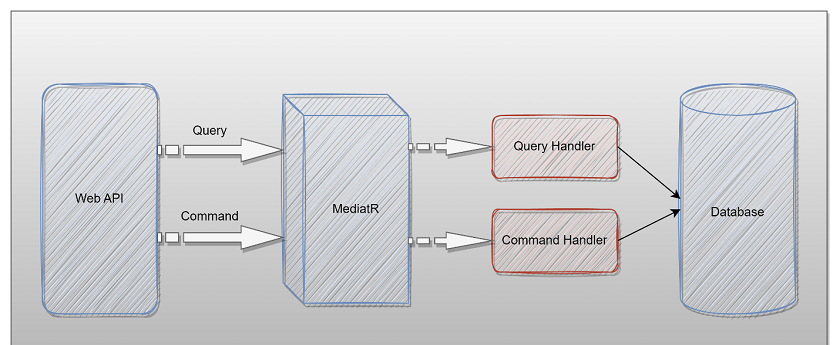 Query
Web API
Command
MediatR
Query Handler
Command Handler
Database